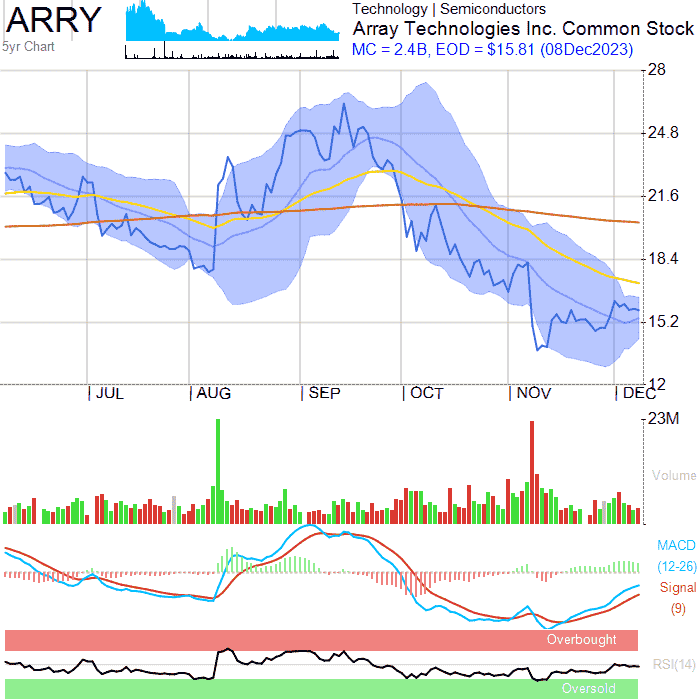 ARRY
5yr Chart
Technology | Semiconductors
Array Technologies Inc. Common Stock
MC = 2.4B, EOD = $15.81 (08Dec2023)
28
24.8
21.6
18.4
15.2
12
JUL AUG SEP OCT NOV DEC
23M
Volume
MACD
(12-26)
Signal
(9)
Overbought
RSI(14)
Oversold